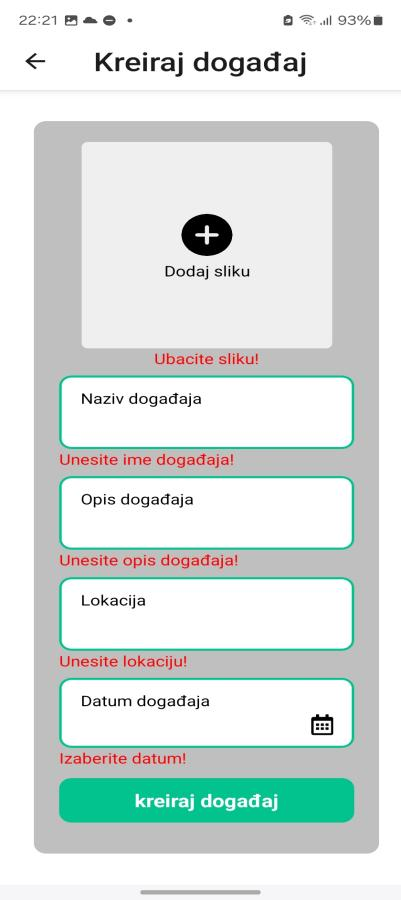 22:21 93%
Kreiraj događaj
Dodaj sliku
Ubacite sliku!
Naziv događaja
Unesite ime događaja!
Opis događaja
Unesite opis događaja!
Lokacija
Unesite lokaciju!
Datum događaja
Izaberite datum!
kreiraj događaj